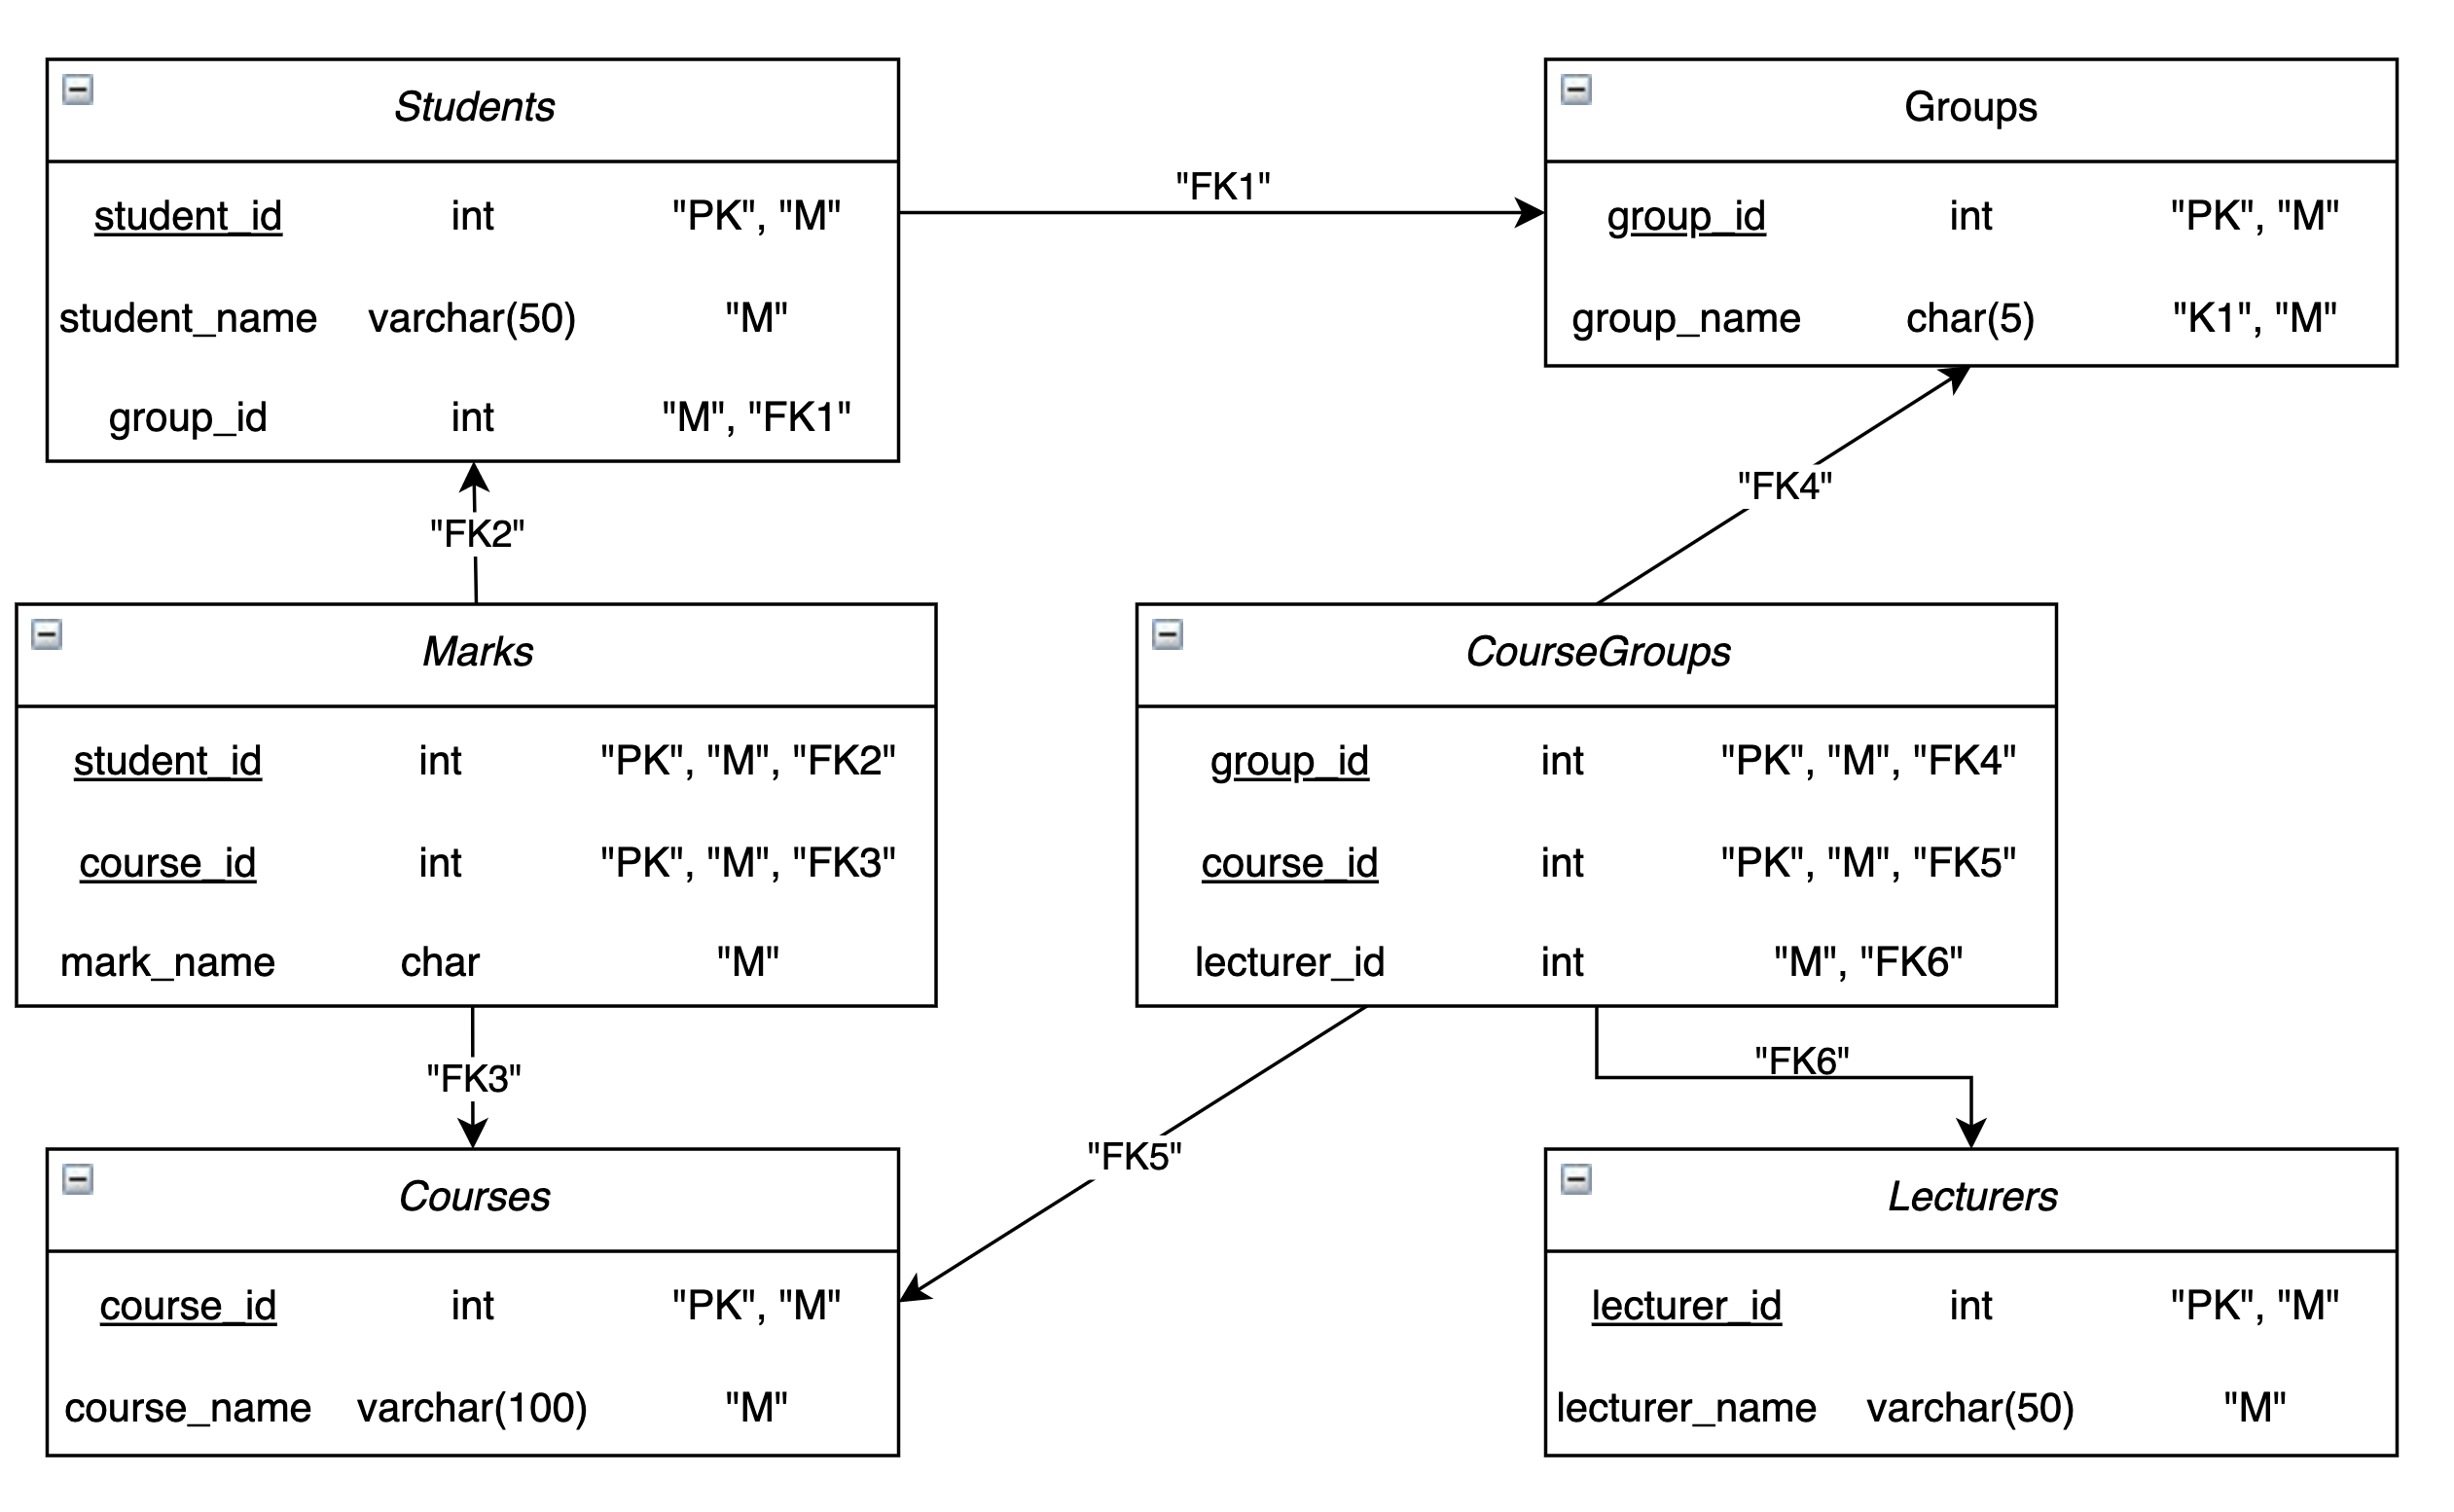 Students
student_id int "PK", "M"
student_name varchar(50) "M"
group_id int "M", "FK1"
"FK1"
Groups
group_id int "PK", "M"
group_name char(5) "K1", "M"
"FK2"
"FK4"
Marks
student_id int "PK", "M", "FK2"
course_id int "PK", "M", "FK3"
mark_name char "M"
CourseGroups
group_id int "PK", "M", "FK4"
course_id int "PK", "M", "FK5"
lecturer_id int "M", "FK6"
"FK3"
"FK5"
"FK6"
Courses
course_id int "PK", "M"
course_name varchar(100) "M"
Lecturers
lecturer_id int "PK", "M"
lecturer_name varchar(50) "M"